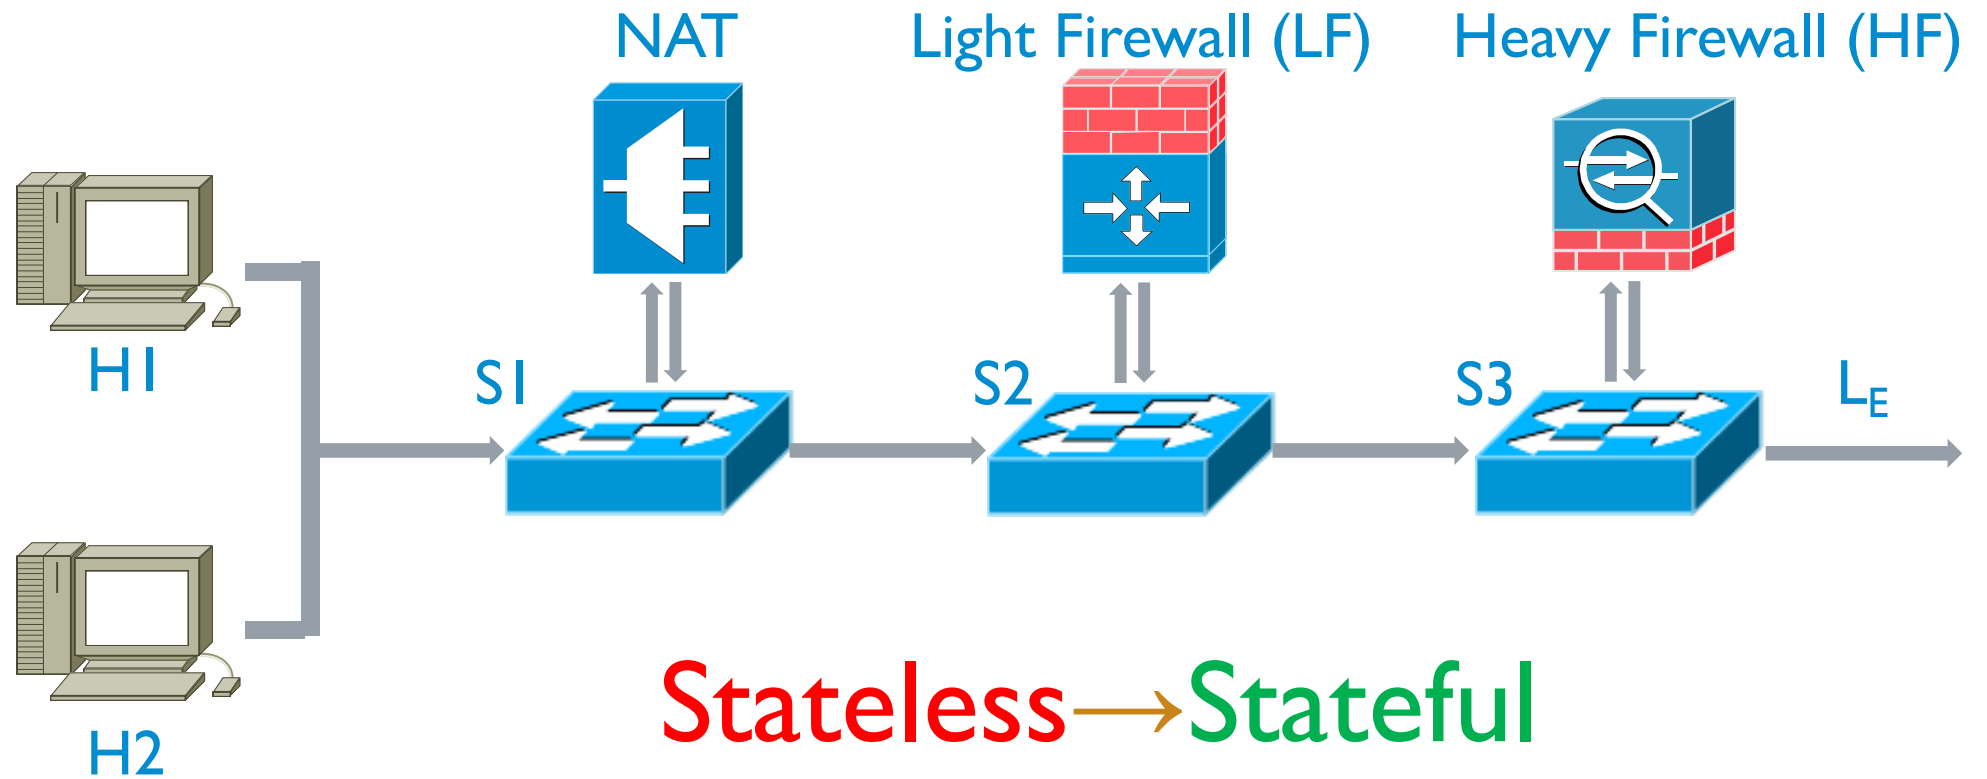 NAT
Light Firewall (LF)
Heavy Firewall (HF)
H1
S1
S2
S3
LE
H2
Stateless→Stateful